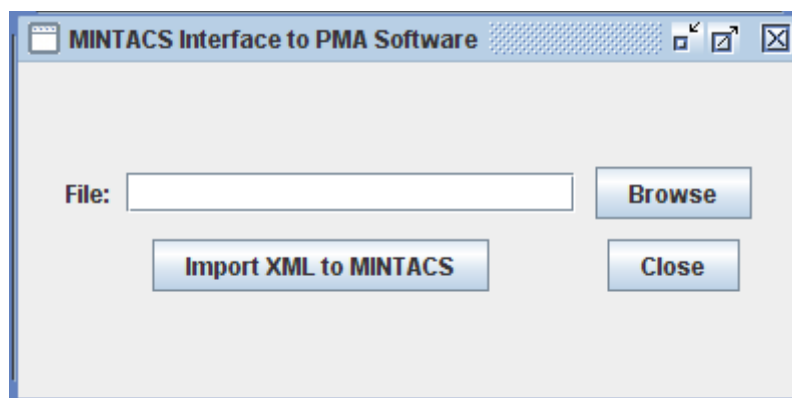 MINTACS Interface to PMA Software
File:
Browse
Import XML to MINTACS
Close